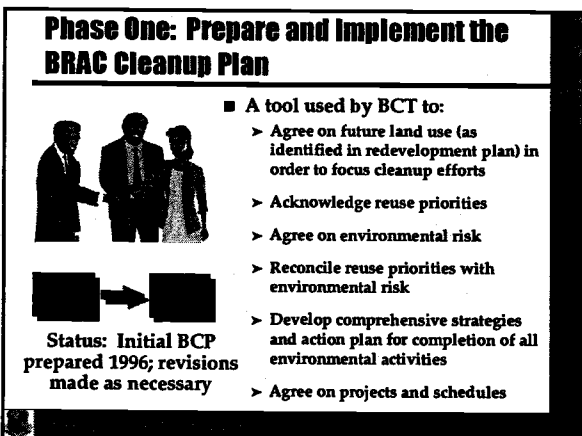 Phase One: Prepare and Implement the
BRAC Cleanup Plan
■ A tool used by BCT to:
➢ Agree on future land use (as
identified in redevelopment plan) in
order to focus cleanup efforts
➢ Acknowledge reuse priorities
➢ Agree on environmental risk
➢ Reconcile reuse priorities with
environmental risk
➢ Develop comprehensive strategies
and action plan for completion of all
environmental activities
➢ Agree on projects and schedules
Status: Initial BCP
prepared 1996; revisions
made as necessary